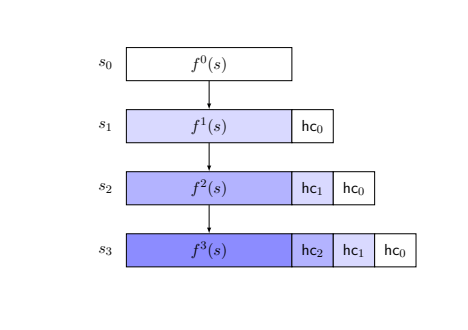 s₀ f⁰(s)
s₁ f¹(s) hc₀
s₂ f²(s) hc₁ hc₀
s₃ f³(s) hc₂ hc₁ hc₀